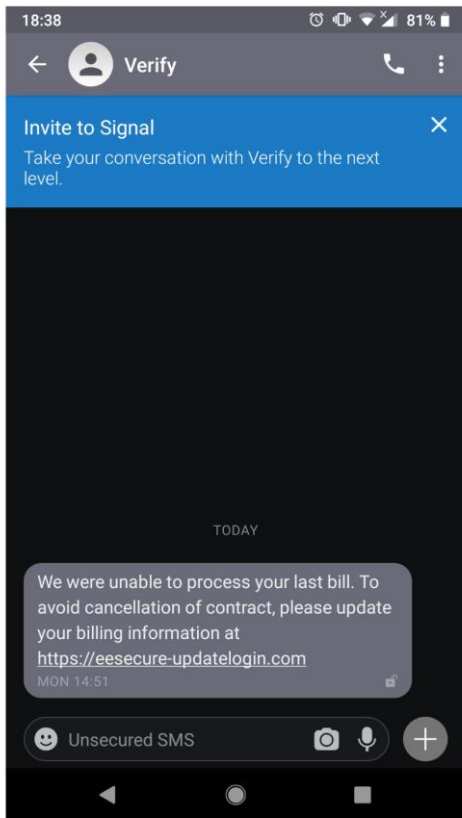 18:38 81%
Verify
Invite to Signal
Take your conversation with Verify to the next
level.
TODAY
We were unable to process your last bill. To
avoid cancellation of contract, please update
your billing information at
https://eesecure-updatelogin.com
MON 14:51
Unsecured SMS